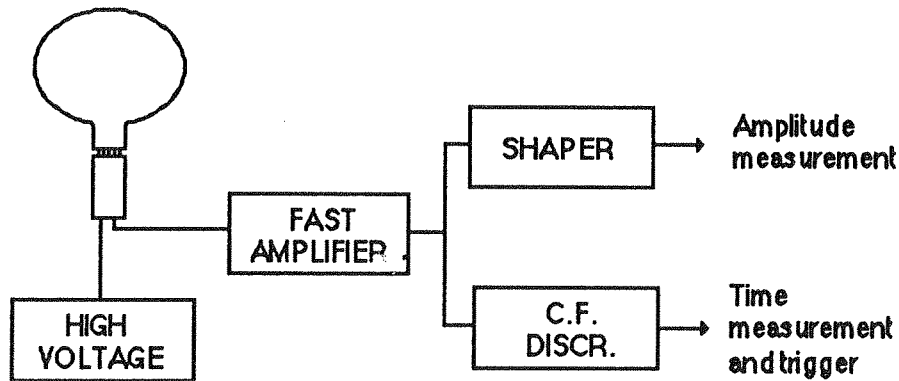 SHAPER
Amplitude
measurement
FAST
AMPLIFIER
HIGH
VOLTAGE
C.F.
DISCR.
Time
measurement
and trigger